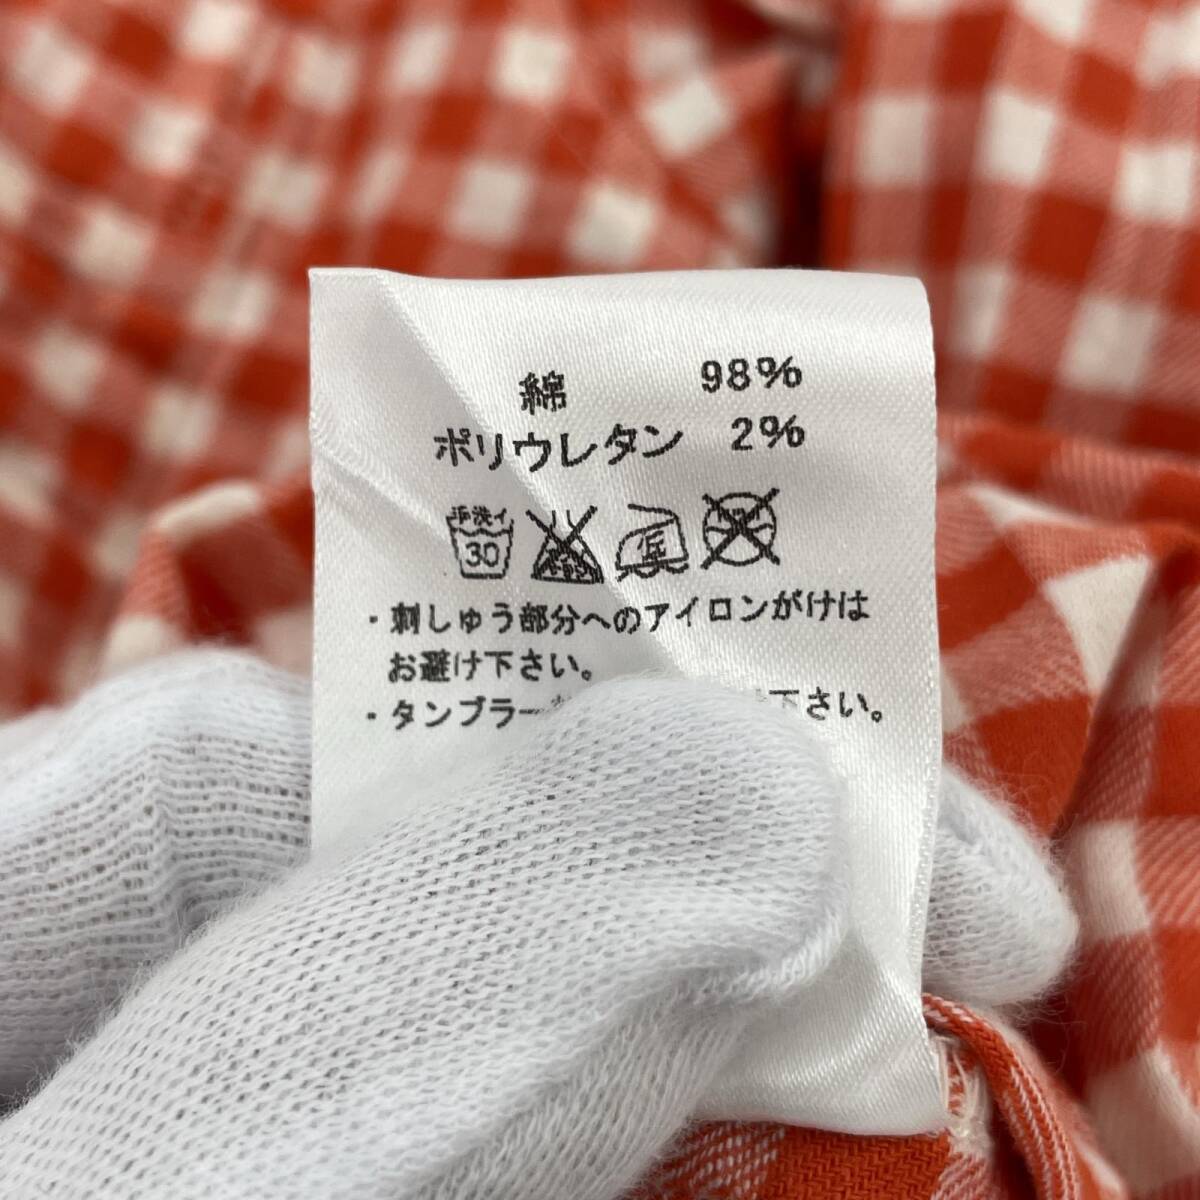 綿 98%
ポリウレタン 2%
手洗イ
30
・刺しゅう部分へのアイロンがけは
お避け下さい。
・タンブラー 下さい。